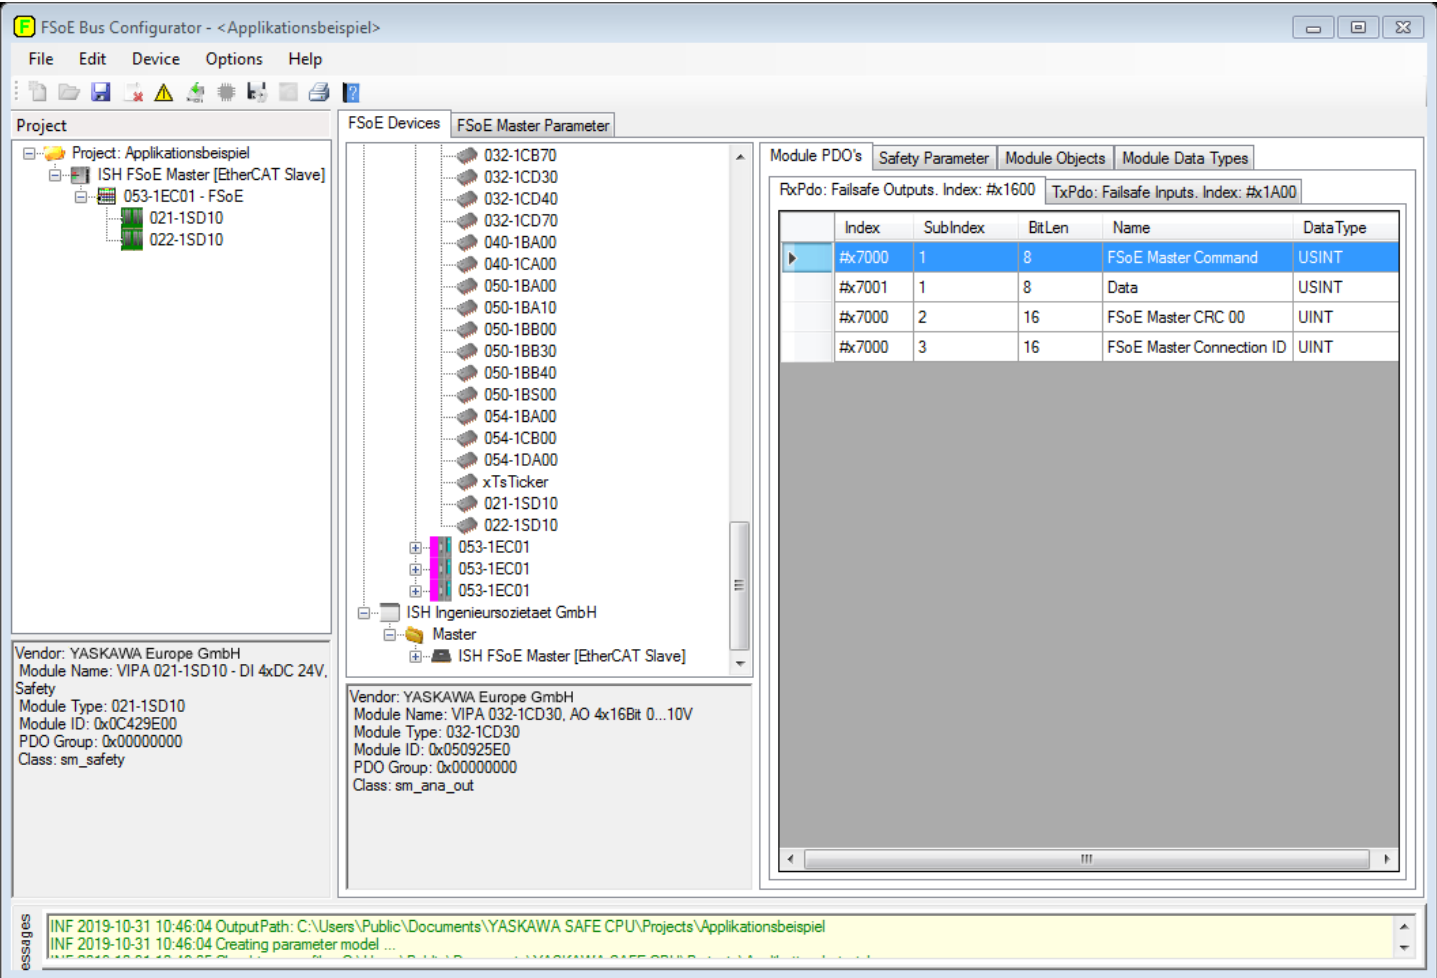 FSoE Bus Configurator - <Applikationsbeispiel>
File Edit Device Options Help
Project
Project: Applikationsbeispiel
ISH FSoE Master [EtherCAT Slave]
053-1EC01 - FSoE
021-1SD10
022-1SD10
Vendor: YASKAWA Europe GmbH
Module Name: VIPA 021-1SD10 - DI 4xDC 24V,
Safety
Module Type: 021-1SD10
Module ID: 0x0C429E00
PDO Group: 0x00000000
Class: sm_safety
FSoE Devices FSoE Master Parameter
032-1CB70
032-1CD30
032-1CD40
032-1CD70
040-1BA00
040-1CA00
050-1BA00
050-1BA10
050-1BB00
050-1BB30
050-1BB40
050-1BS00
054-1BA00
054-1CB00
054-1DA00
xTsTicker
021-1SD10
022-1SD10
053-1EC01
053-1EC01
053-1EC01
ISH Ingenieursozietaet GmbH
Master
ISH FSoE Master [EtherCAT Slave]
Vendor: YASKAWA Europe GmbH
Module Name: VIPA 032-1CD30, AO 4x16Bit 0...10V
Module Type: 032-1CD30
Module ID: 0x050925E0
PDO Group: 0x00000000
Class: sm_ana_out
Module PDO's Safety Parameter Module Objects Module Data Types
RxPdo: Failsafe Outputs. Index: #x1600 TxPdo: Failsafe Inputs. Index: #x1A00
Index SubIndex BitLen Name DataType
#x7000 1 8 FSoE Master Command USINT
#x7001 1 8 Data USINT
#x7000 2 16 FSoE Master CRC 00 UINT
#x7000 3 16 FSoE Master Connection ID UINT
INF 2019-10-31 10:46:04 OutputPath: C:\Users\Public\Documents\YASKAWA SAFE CPU\Projects\Applikationsbeispiel
INF 2019-10-31 10:46:04 Creating parameter model ...